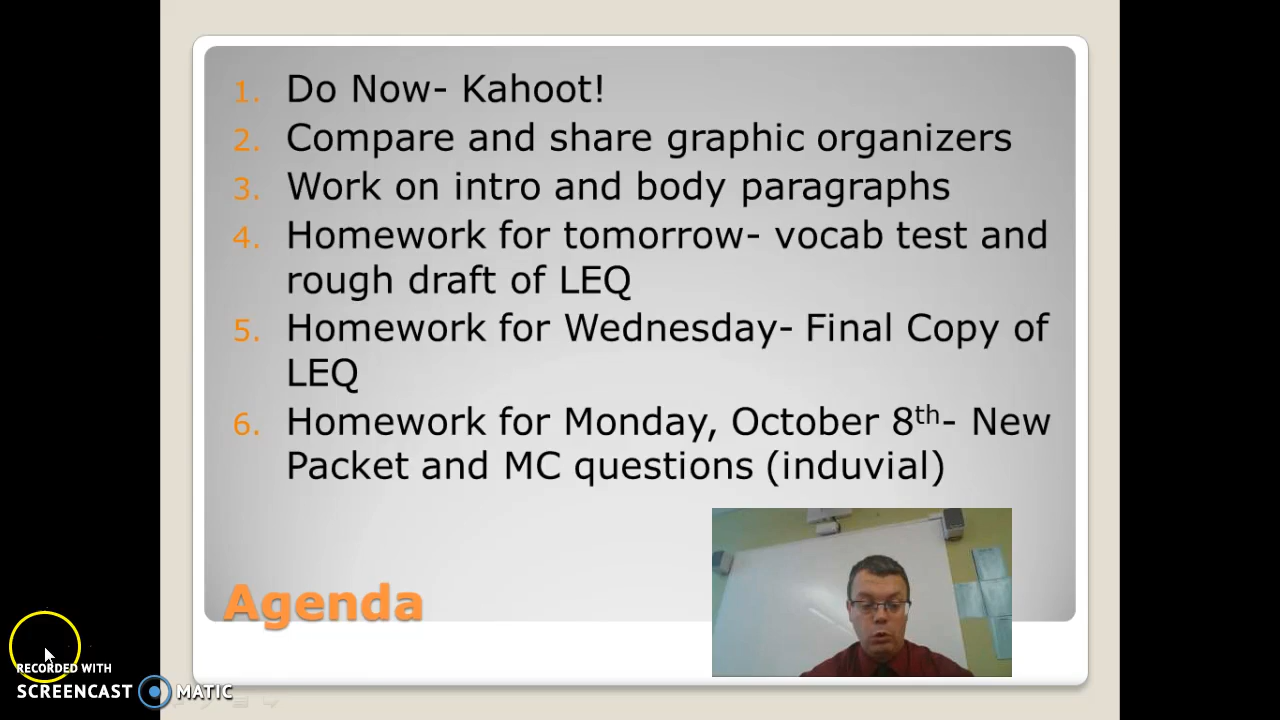 1. Do Now- Kahoot!
2. Compare and share graphic organizers
3. Work on intro and body paragraphs
4. Homework for tomorrow- vocab test and
rough draft of LEQ
5. Homework for Wednesday- Final Copy of
LEQ
6. Homework for Monday, October 8th- New
Packet and MC questions (induvial)
Agenda
RECORDED WITH
SCREENCAST MATIC